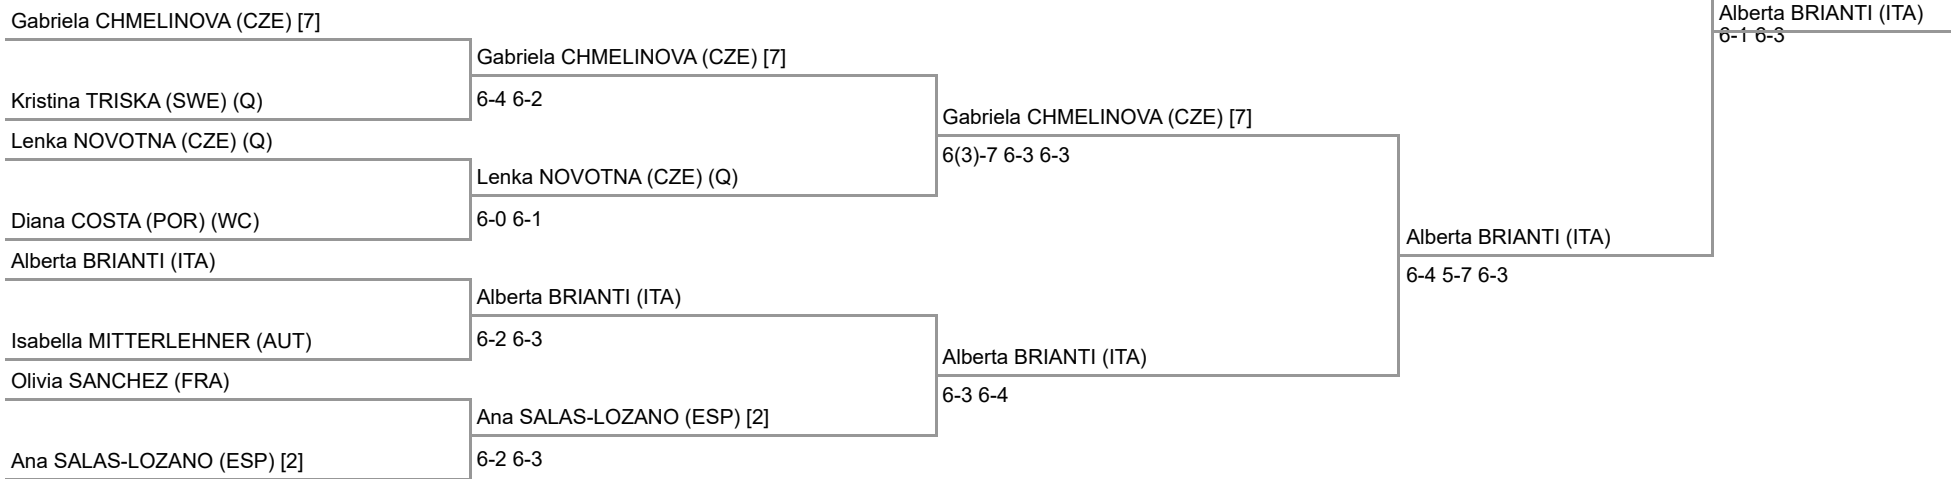 Gabriela CHMELINOVA (CZE) [7]
Kristina TRISKA (SWE) (Q)
Lenka NOVOTNA (CZE) (Q)
Diana COSTA (POR) (WC)
Alberta BRIANTI (ITA)
Isabella MITTERLEHNER (AUT)
Olivia SANCHEZ (FRA)
Ana SALAS-LOZANO (ESP) [2]
Gabriela CHMELINOVA (CZE) [7]
6-4 6-2
Lenka NOVOTNA (CZE) (Q)
6-0 6-1
Alberta BRIANTI (ITA)
6-2 6-3
Ana SALAS-LOZANO (ESP) [2]
6-2 6-3
Gabriela CHMELINOVA (CZE) [7]
6(3)-7 6-3 6-3
Alberta BRIANTI (ITA)
6-3 6-4
Alberta BRIANTI (ITA)
6-4 5-7 6-3
Alberta BRIANTI (ITA)
6-1 6-3